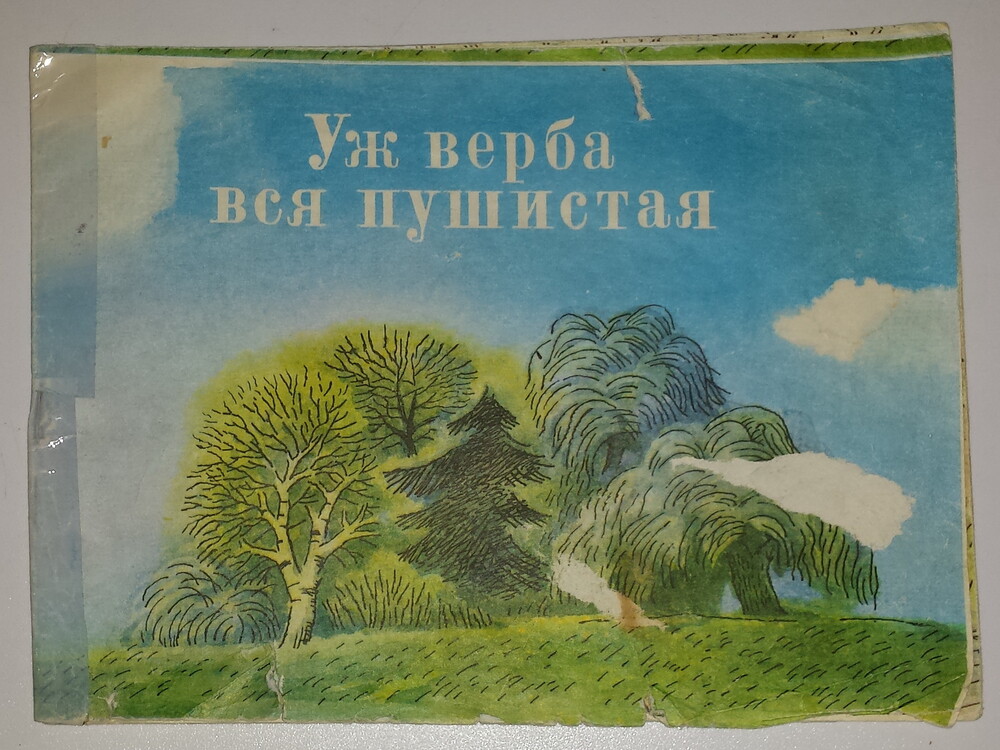 Уж верба
вся пушистая